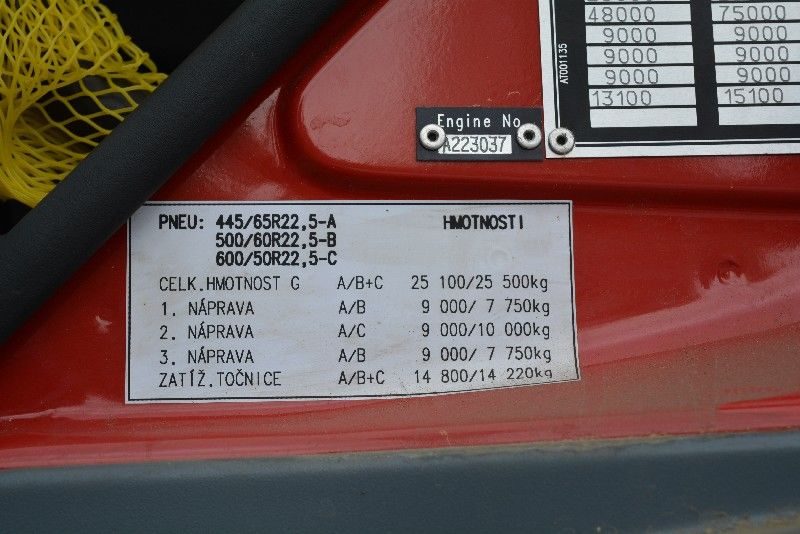 48000 75000
9000 9000
9000 9000
9000 9000
13100 15100
AT001135
Engine No
A223037
PNEU: 445/65R22,5-A HMOTNOSTI
500/60R22,5-B
600/50R22,5-C
CELK.HMOTNOST G A/B+C 25 100/25 500kg
1. NÁPRAVA A/B 9 000/ 7 750kg
2. NÁPRAVA A/C 9 000/10 000kg
3. NÁPRAVA A/B 9 000/ 7 750kg
ZATÍŽ.TOČNICE A/B+C 14 800/14 220kg